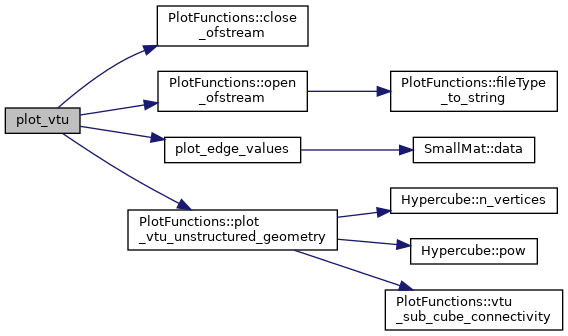 plot_vtu
PlotFunctions::close
_ofstream
PlotFunctions::open
_ofstream
PlotFunctions::fileType
_to_string
plot_edge_values
SmallMat::data
PlotFunctions::plot
_vtu_unstructured_geometry
Hypercube::n_vertices
Hypercube::pow
PlotFunctions::vtu
_sub_cube_connectivity